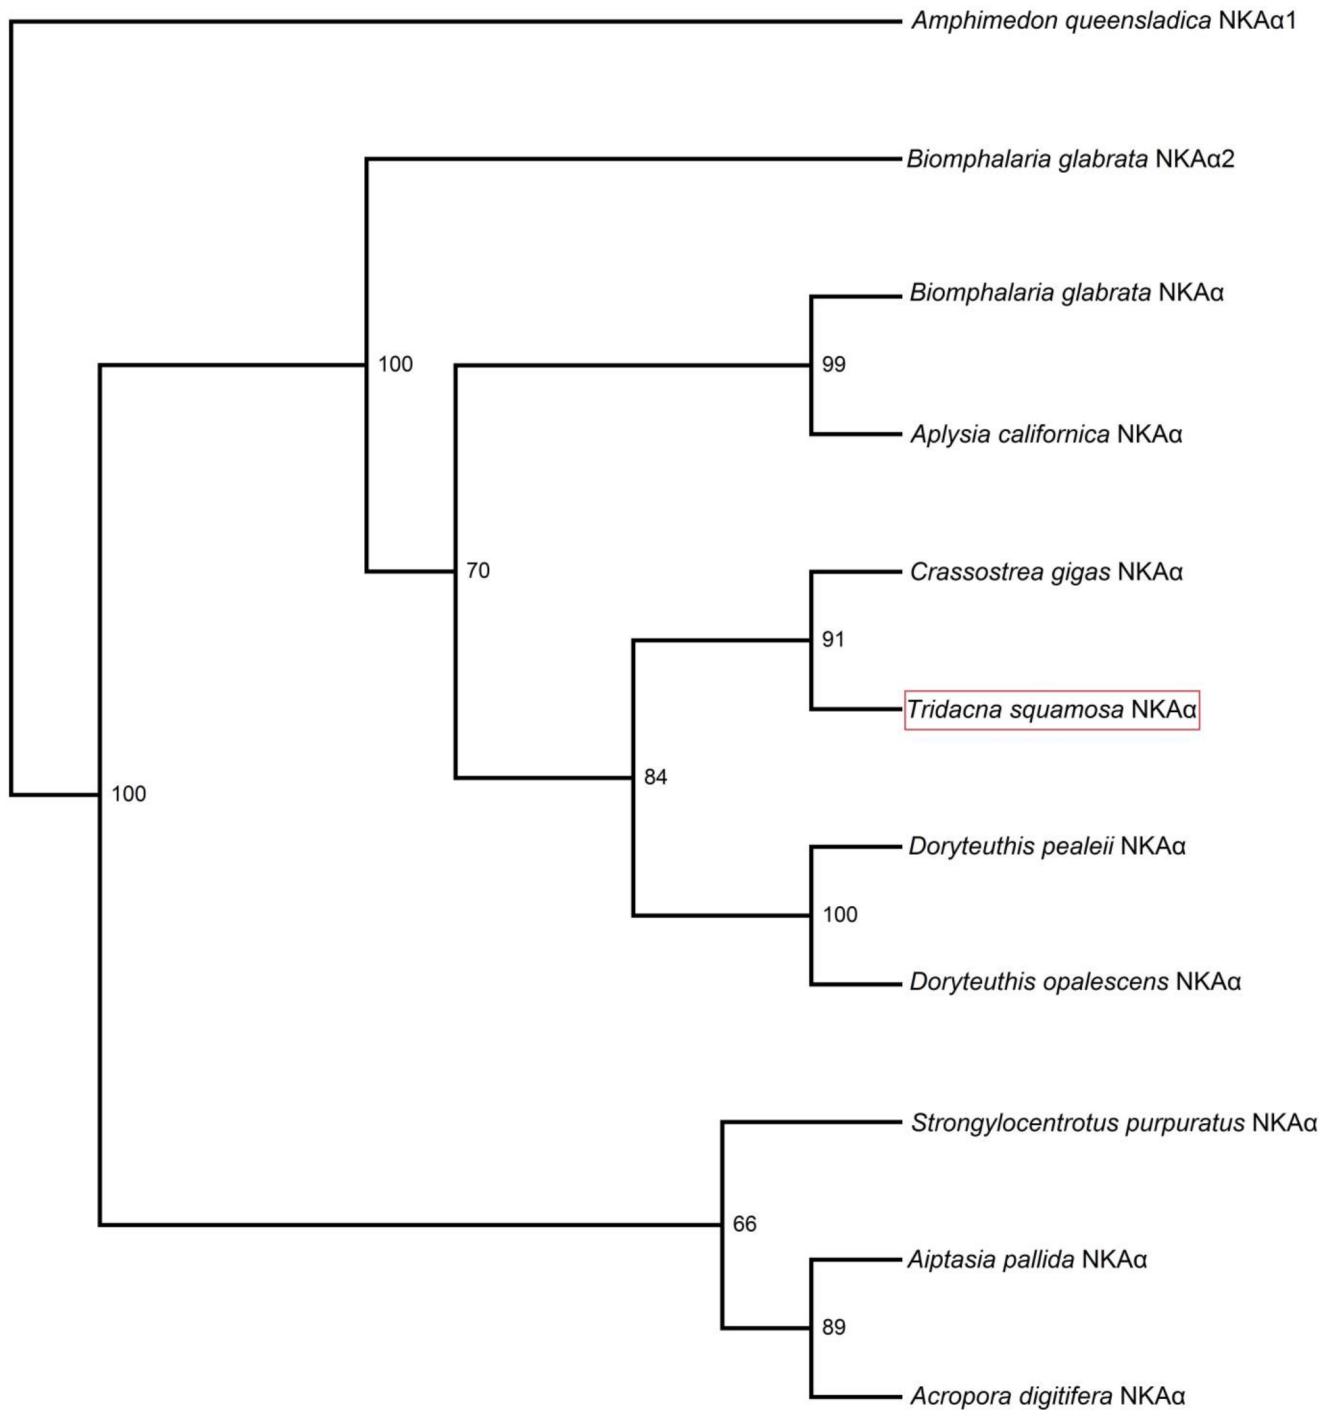 Amphimedon queensladica NKAα1
Biomphalaria glabrata NKAα2
Biomphalaria glabrata NKAα
100
99
Aplysia californica NKAα
Crassostrea gigas NKAα
70
91
Tridacna squamosa NKAα
84
100
Doryteuthis pealeii NKAα
100
Doryteuthis opalescens NKAα
Strongylocentrotus purpuratus NKAα
66
Aiptasia pallida NKAα
89
Acropora digitifera NKAα